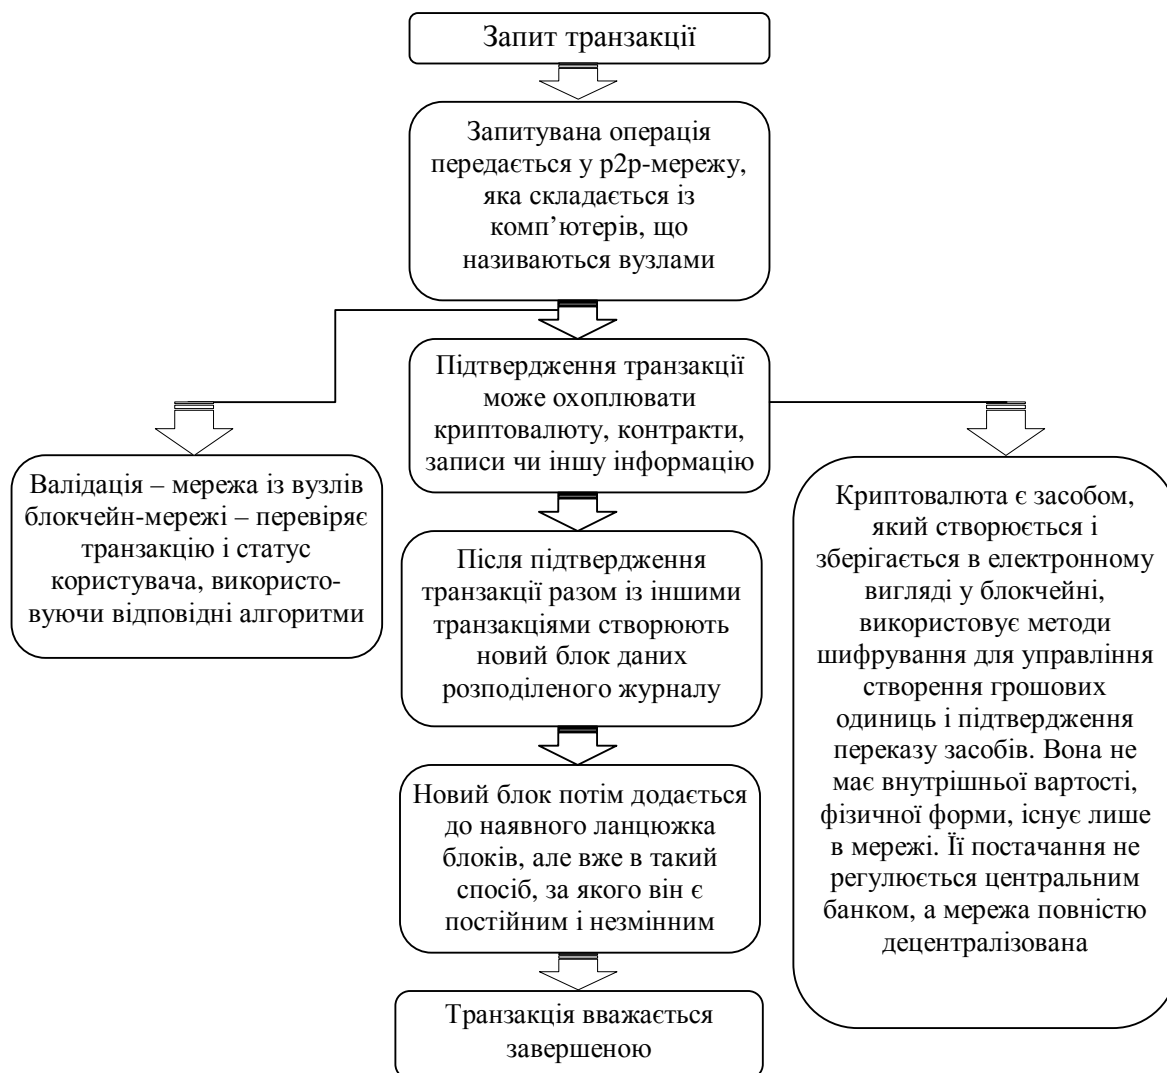 Запит транзакції
Запитувана операція
передається у p2p-мережу,
яка складається із
комп’ютерів, що
називаються вузлами
Підтвердження транзакції
може охоплювати
криптовалюту, контракти,
записи чи іншу інформацію
Валідація – мережа із вузлів
блокчейн-мережі – перевіряє
транзакцію і статус
користувача, використо-
вуючи відповідні алгоритми
Після підтвердження
транзакції разом із іншими
транзакціями створюють
новий блок даних
розподіленого журналу
Новий блок потім додається
до наявного ланцюжка
блоків, але вже в такий
спосіб, за якого він є
постійним і незмінним
Транзакція вважається
завершеною
Криптовалюта є засобом,
який створюється і
зберігається в електронному
вигляді у блокчейні,
використовує методи
шифрування для управління
створення грошових
одиниць і підтвердження
переказу засобів. Вона не
має внутрішньої вартості,
фізичної форми, існує лише
в мережі. Її постачання не
регулюється центральним
банком, а мережа повністю
децентралізована